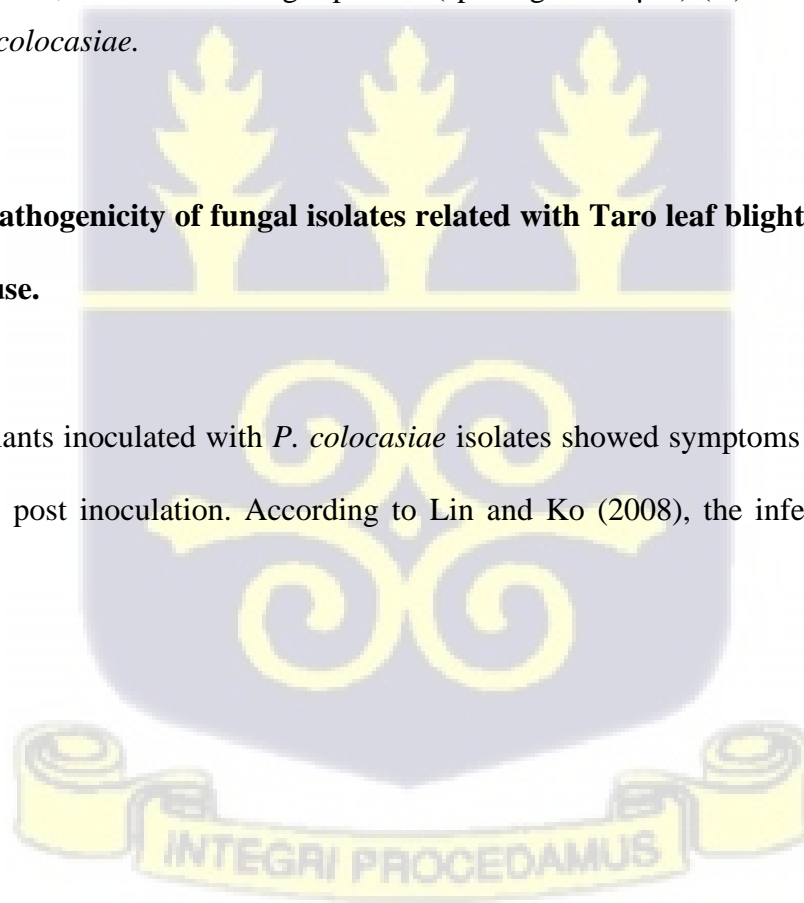 colocasiae.
athogenicity of fungal isolates related with Taro leaf blight
use.
lants inoculated with P. colocasiae isolates showed symptoms
post inoculation. According to Lin and Ko (2008), the infe
INTEGRI PROCEDAMUS